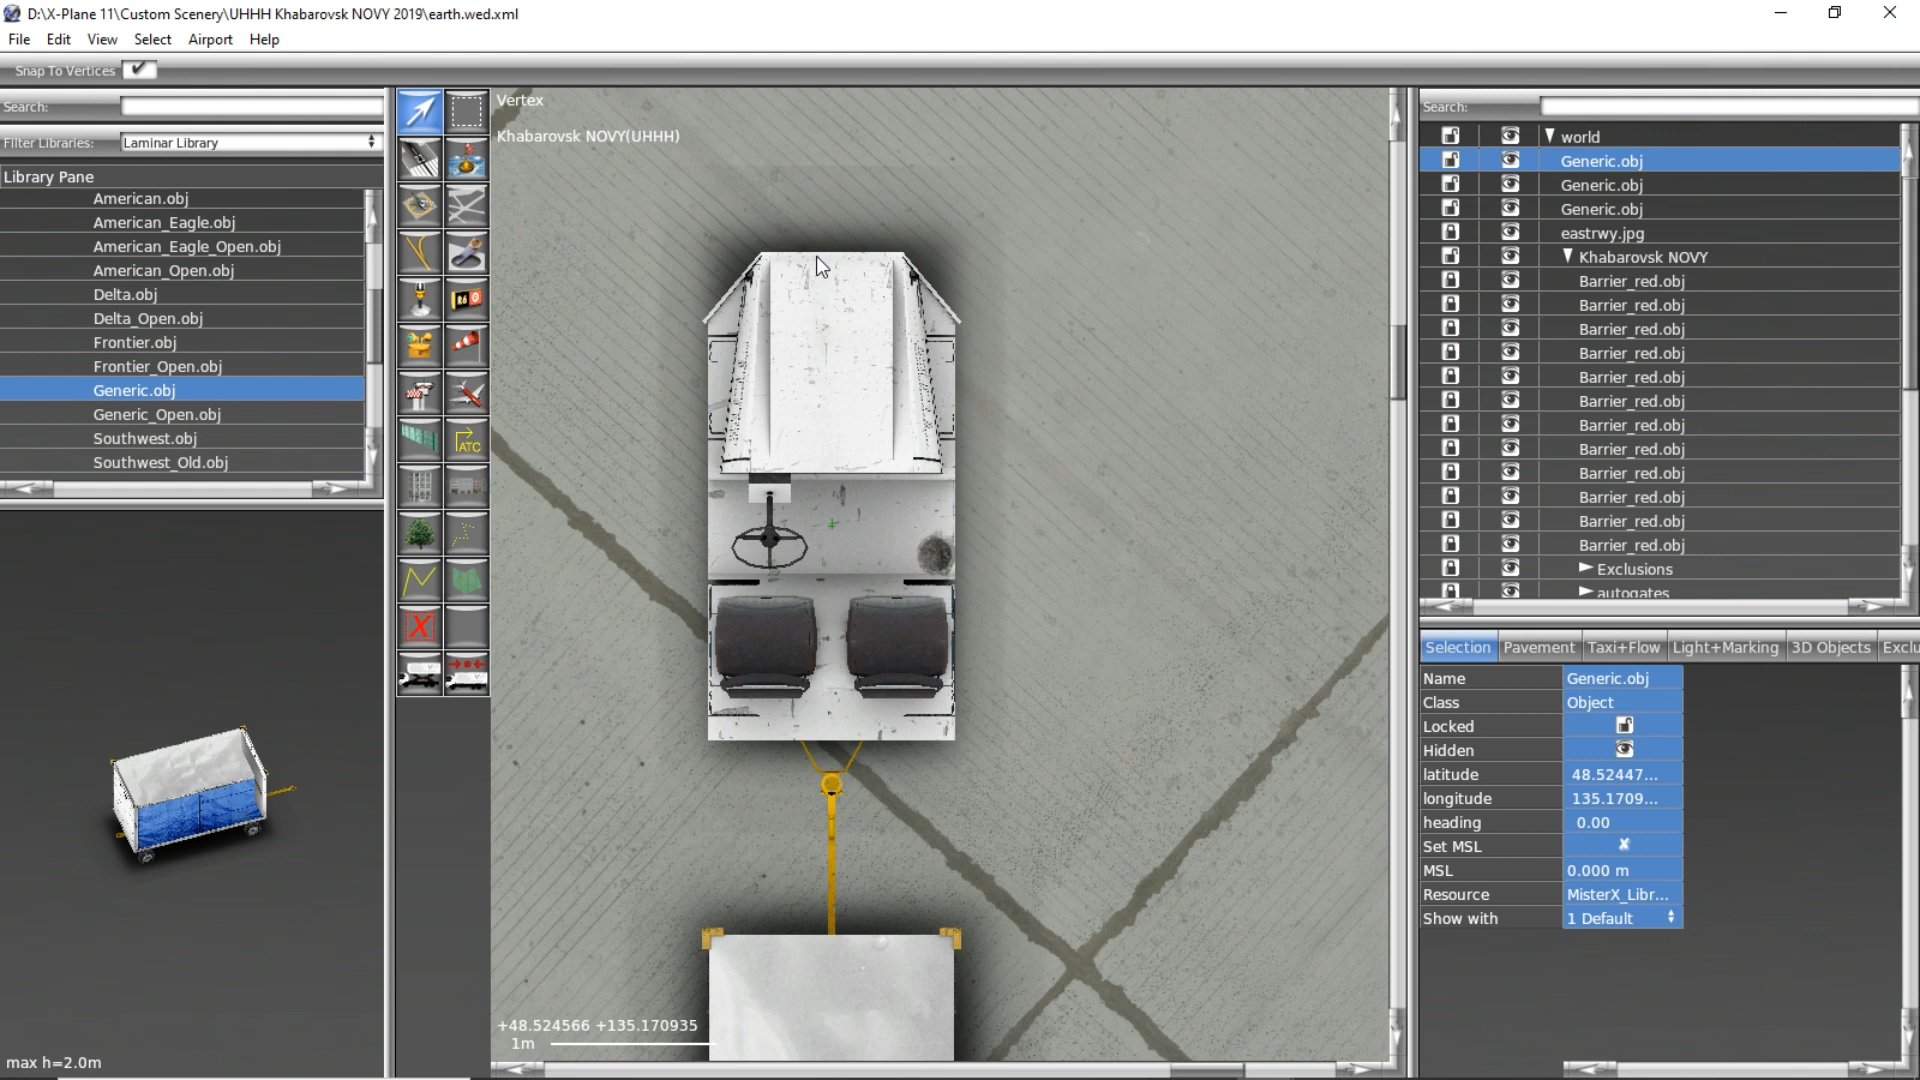 D:\X-Plane 11\Custom Scenery\UHHH Khabarovsk NOVY 2019\earth.wed.xml
File Edit View Select Airport Help
Snap To Vertices
Search:
Filter Libraries: Laminar Library
Library Pane
American.obj
American_Eagle.obj
American_Eagle_Open.obj
American_Open.obj
Delta.obj
Delta_Open.obj
Frontier.obj
Frontier_Open.obj
Generic.obj
Generic_Open.obj
Southwest.obj
Southwest_Old.obj
max h=2.0m
ATC
X
Vertex
Khabarovsk NOVY(UHHH)
+48.524566 +135.170935
1m
Search:
world
Generic.obj
Generic.obj
Generic.obj
eastrwy.jpg
Khabarovsk NOVY
Barrier_red.obj
Barrier_red.obj
Barrier_red.obj
Barrier_red.obj
Barrier_red.obj
Barrier_red.obj
Barrier_red.obj
Barrier_red.obj
Barrier_red.obj
Barrier_red.obj
Barrier_red.obj
Barrier_red.obj
Exclusions
autogates
Selection Pavement Taxi+Flow Light+Marking 3D Objects Exclu
Name Generic.obj
Class Object
Locked
Hidden
latitude 48.52447...
longitude 135.1709...
heading 0.00
Set MSL
MSL 0.000 m
Resource MisterX_Libr...
Show with 1 Default